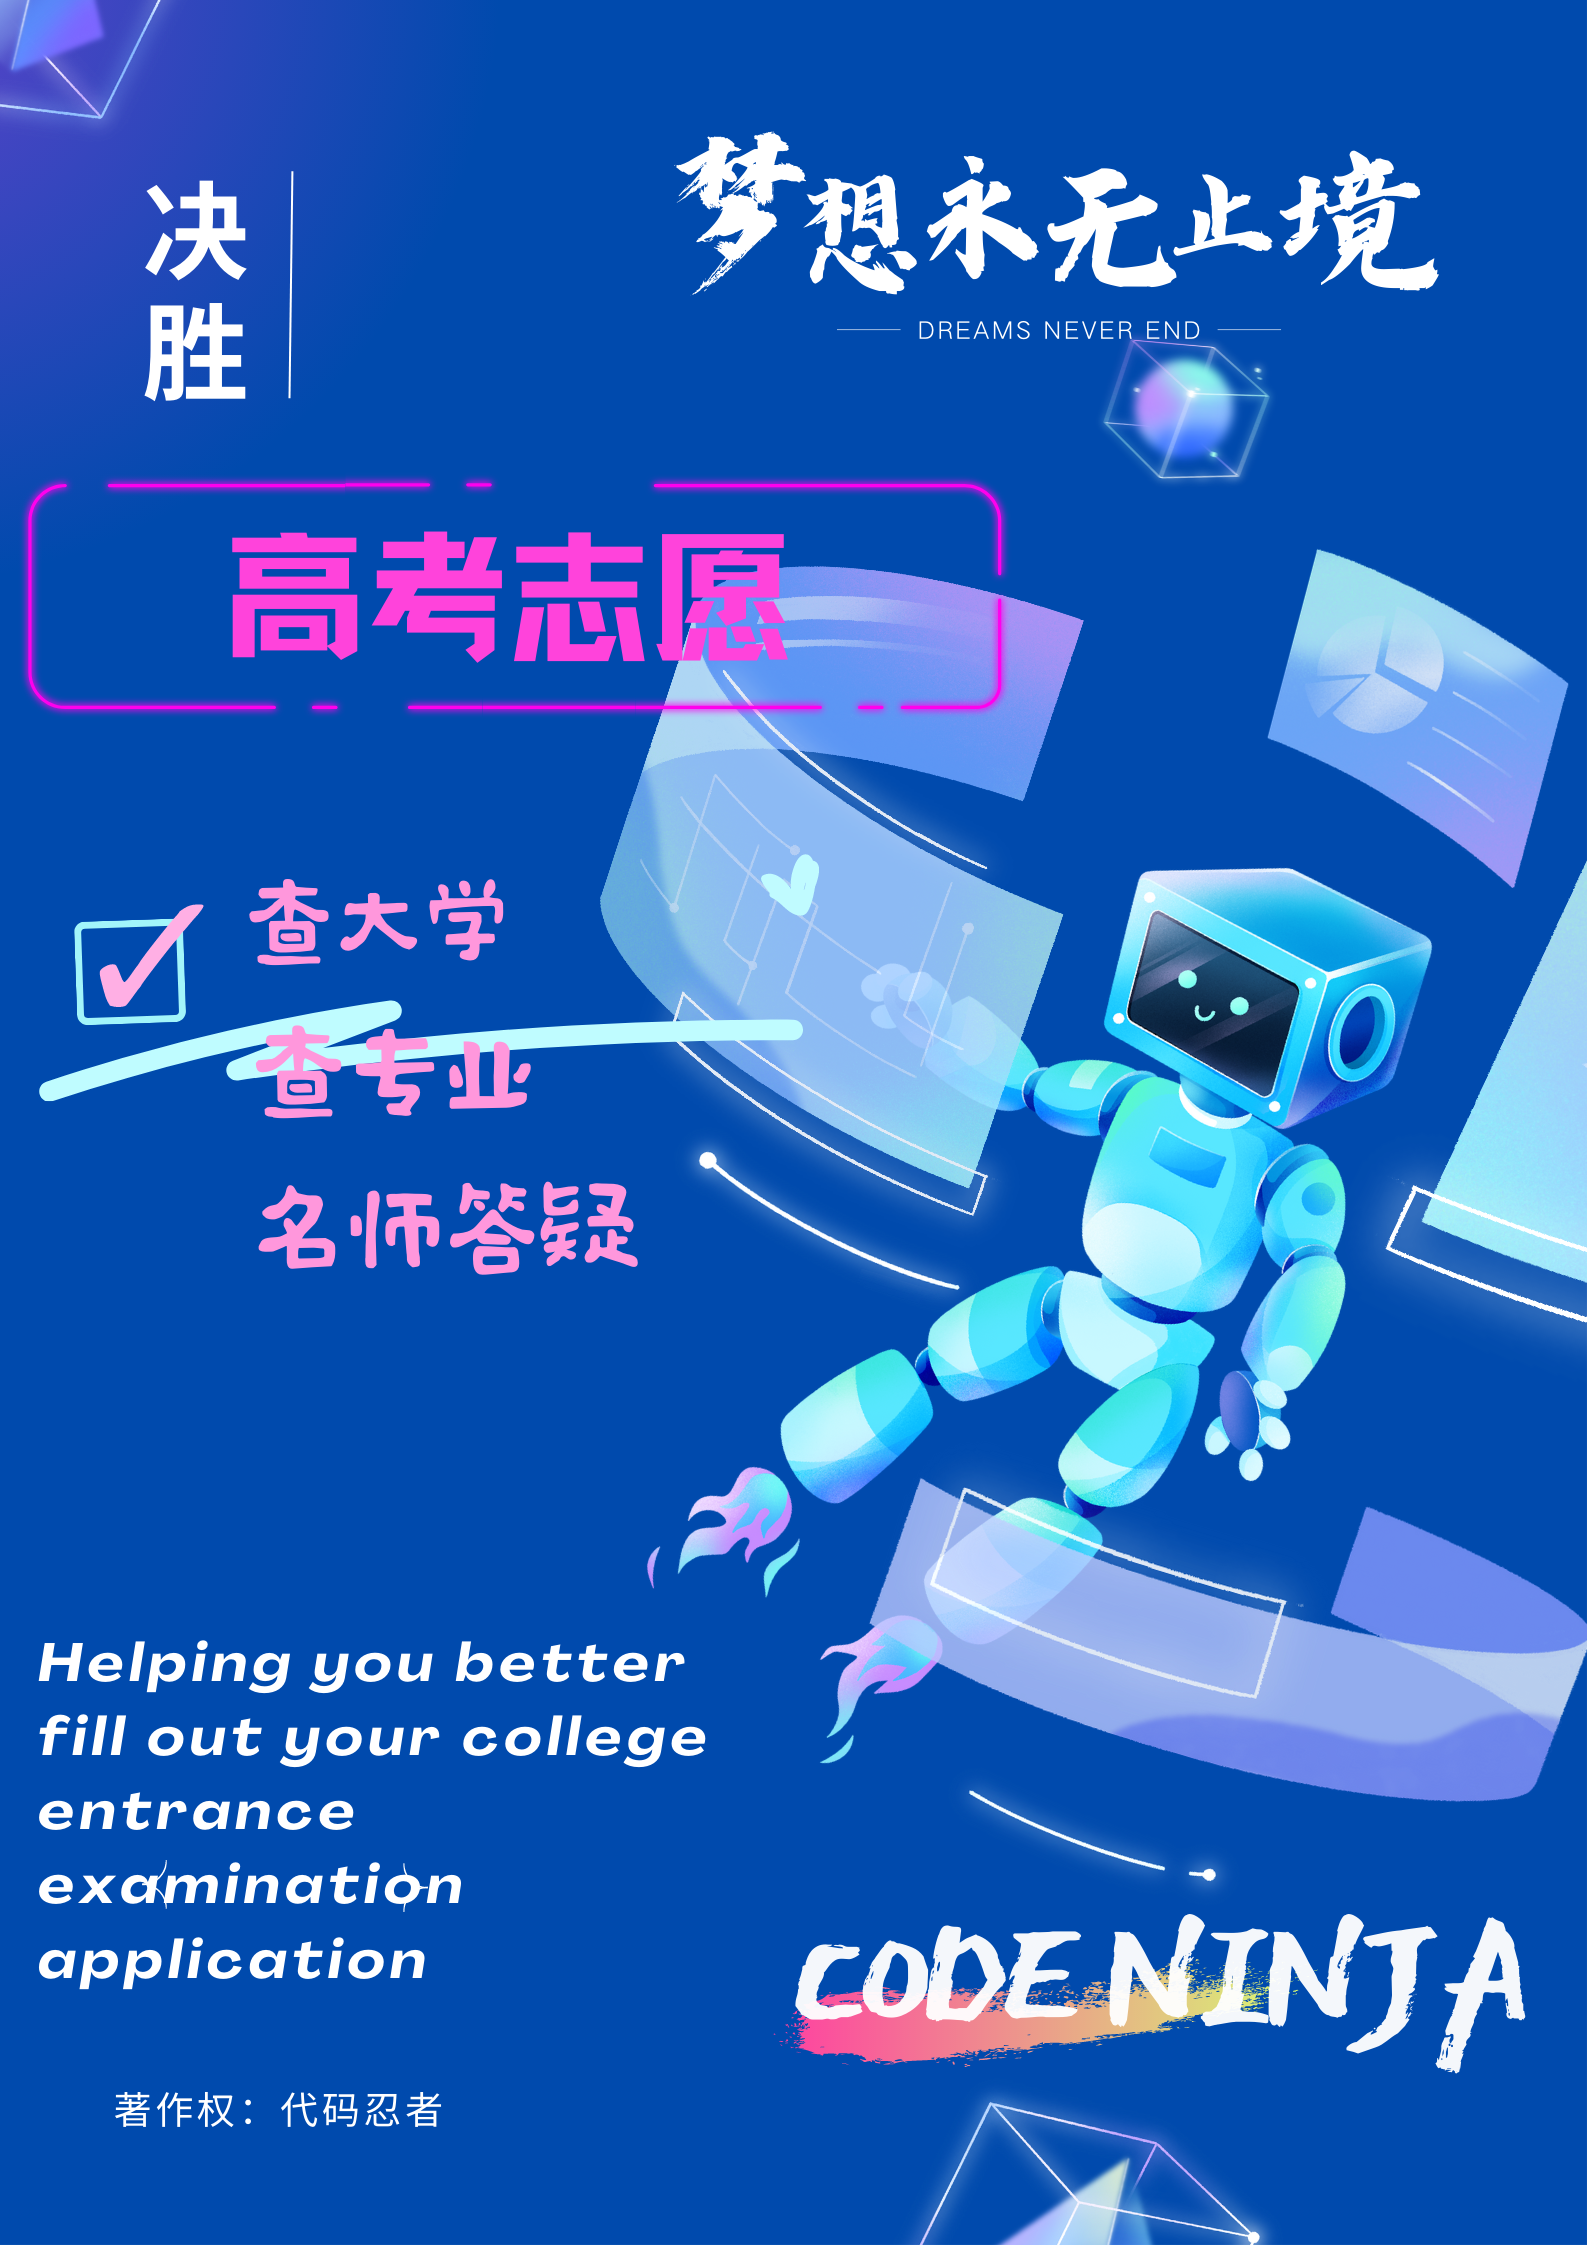 决
胜
梦想永无止境
DREAMS NEVER END
高考志愿
查大学
查专业
名师答疑
Helping you better
fill out your college
entrance
examination
application
CODE NINJA
著作权：代码忍者